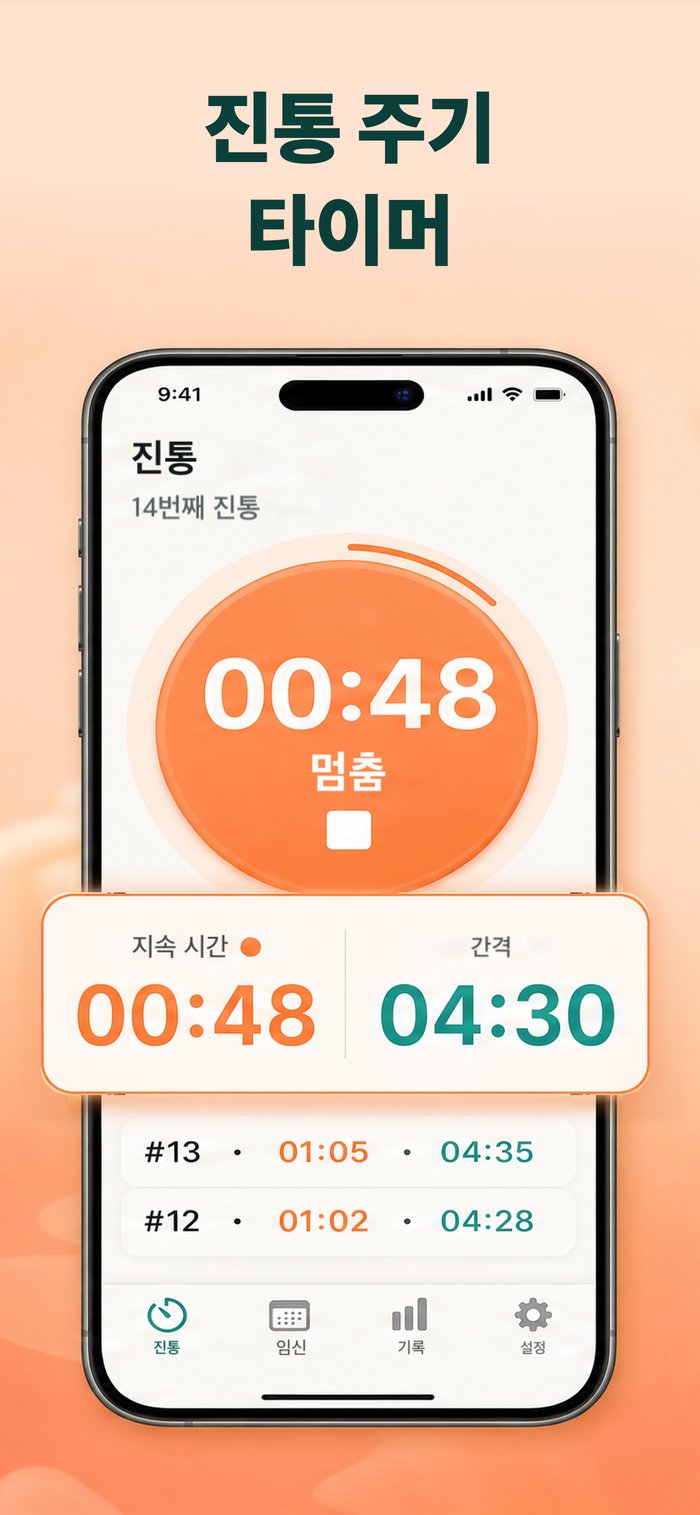 진통 주기
타이머
9:41
진통
14번째 진통
00:48
멈춤
지속 시간
간격
00:48
04:30
#13 • 01:05 • 04:35
#12 • 01:02 • 04:28
진통
임신
기록
설정